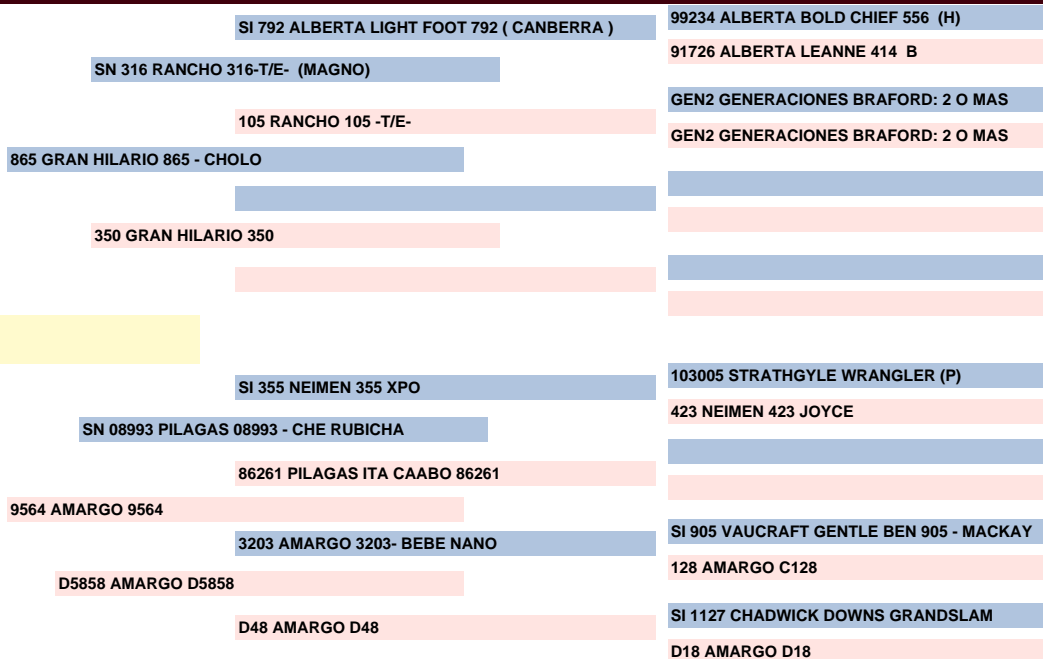 99234 ALBERTA BOLD CHIEF 556 (H)
SI 792 ALBERTA LIGHT FOOT 792 ( CANBERRA )
91726 ALBERTA LEANNE 414 B
SN 316 RANCHO 316-T/E- (MAGNO)
GEN2 GENERACIONES BRAFORD: 2 O MAS
105 RANCHO 105 -T/E-
GEN2 GENERACIONES BRAFORD: 2 O MAS
865 GRAN HILARIO 865 - CHOLO
350 GRAN HILARIO 350
103005 STRATHGYLE WRANGLER (P)
SI 355 NEIMEN 355 XPO
423 NEIMEN 423 JOYCE
SN 08993 PILAGAS 08993 - CHE RUBICHA
86261 PILAGAS ITA CAABO 86261
9564 AMARGO 9564
SI 905 VAUCRAFT GENTLE BEN 905 - MACKAY
3203 AMARGO 3203- BEBE NANO
128 AMARGO C128
D5858 AMARGO D5858
SI 1127 CHADWICK DOWNS GRANDSLAM
D48 AMARGO D48
D18 AMARGO D18